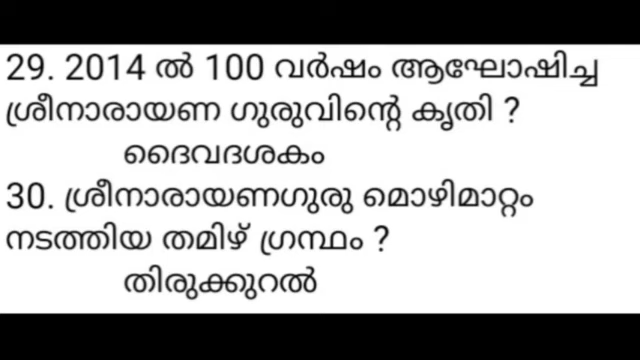 29. 2014 ൽ 100 വർഷം ആഘോഷിച്ച
ശ്രീനാരായണ ഗുരുവിന്റെ കൃതി ?
ദൈവദശകം
30. ശ്രീനാരായണഗുരു മൊഴിമാറ്റം
നടത്തിയ തമിഴ് ഗ്രന്ഥം ?
തിരുക്കുറൽ